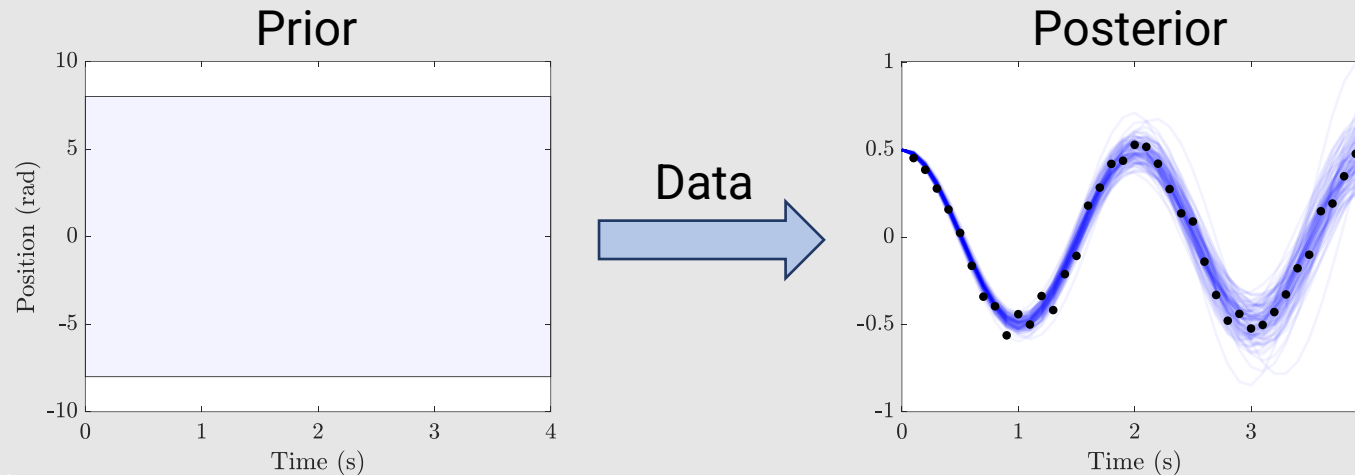 Prior
10
5
0
-5
-10
Position (rad)
0 1 2 3 4
Time (s)
Data
Posterior
1
0.5
0
-0.5
-1
0 1 2 3
Time (s)